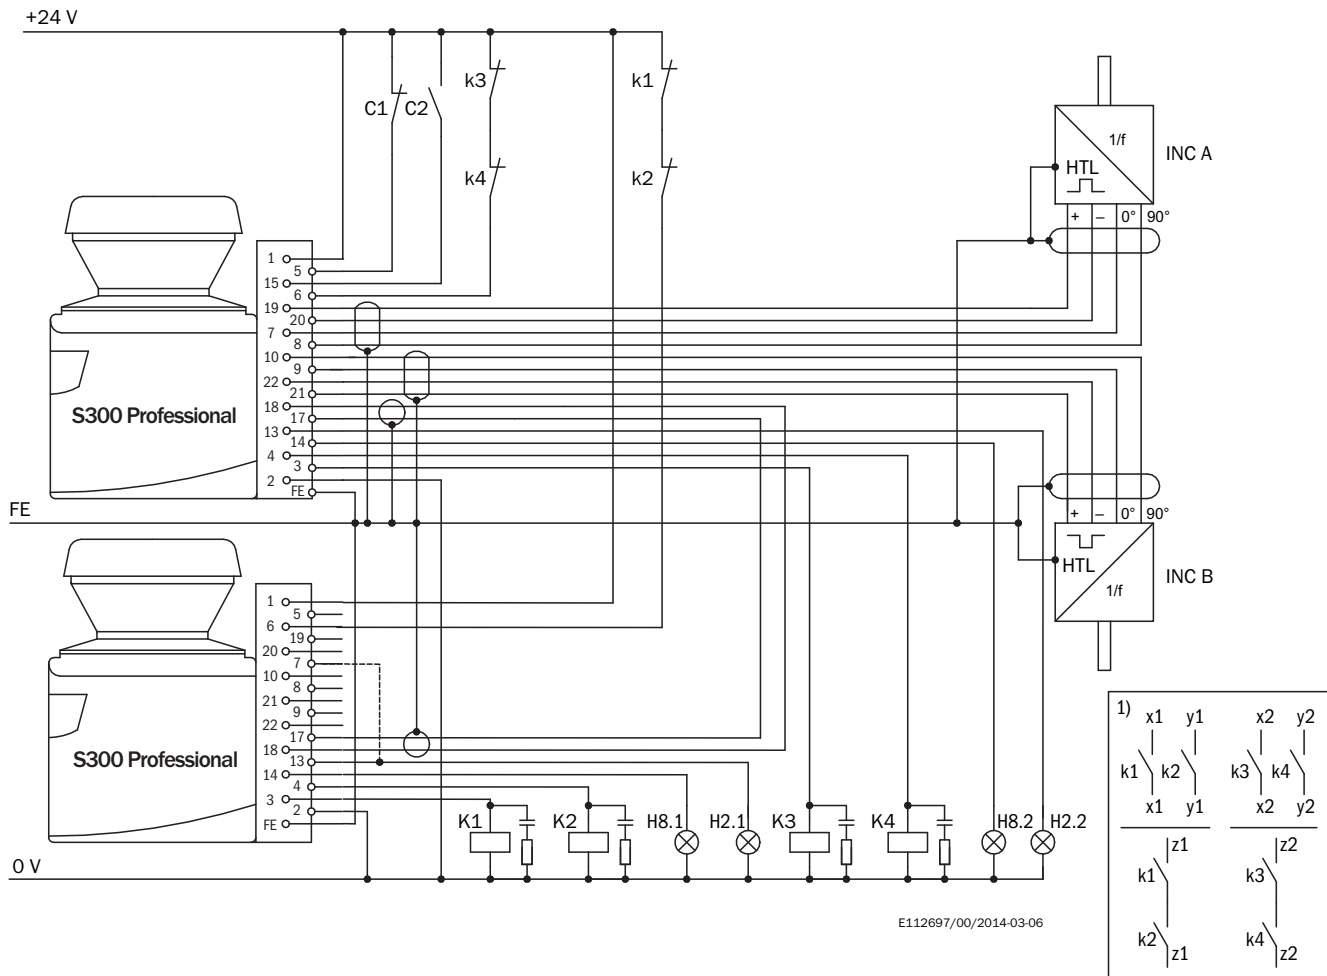 +24 V
k3
k1
C1
C2
k4
k2
1/f
INC A
HTL
+
–
0°
90°
S300 Professional
1
5
15
6
19
20
7
8
10
9
22
21
18
17
13
14
4
3
2
FE
FE
+
–
0°
90°
HTL
1/f
INC B
S300 Professional
1
5
6
19
20
7
10
8
21
9
22
17
18
13
14
4
3
2
FE
K1
K2
H8.1
H2.1
K3
K4
H8.2
H2.2
0 V
E112697/00/2014-03-06
1)
x1
y1
x2
y2
k1
k2
k3
k4
x1
y1
x2
y2
z1
z2
k1
k3
k2
k4
z1
z2